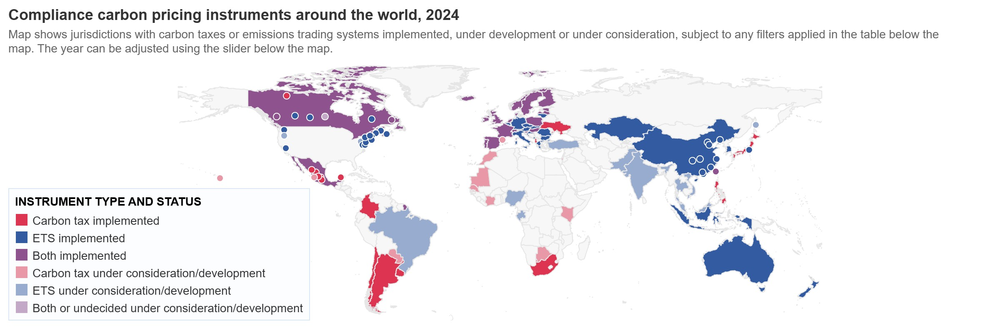 Compliance carbon pricing instruments around the world, 2024
Map shows jurisdictions with carbon taxes or emissions trading systems implemented, under development or under consideration, subject to any filters applied in the table below the
map. The year can be adjusted using the slider below the map.
INSTRUMENT TYPE AND STATUS
Carbon tax implemented
ETS implemented
Both implemented
Carbon tax under consideration/development
ETS under consideration/development
Both or undecided under consideration/development